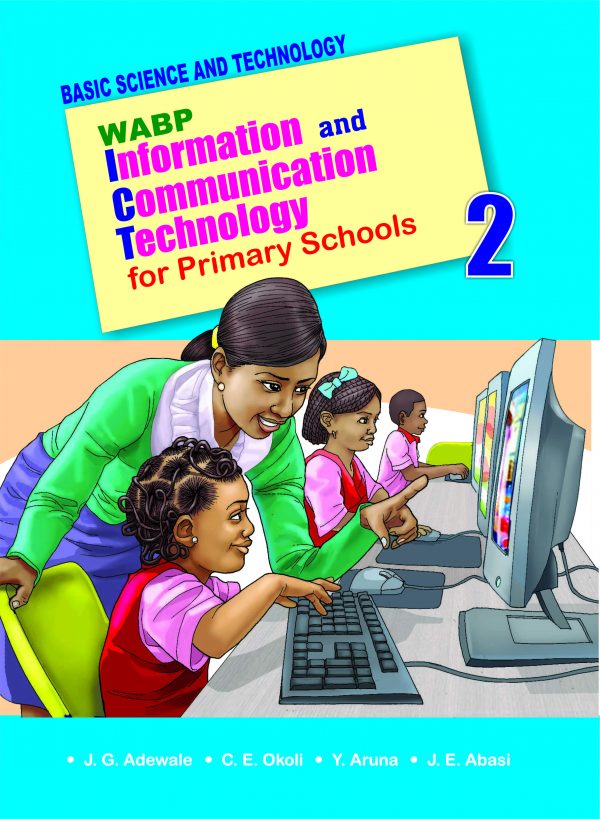 BASIC SCIENCE AND TECHNOLOGY
WABP
Information and
Communication
Technology
for Primary Schools
2
• J. G. Adewale • C. E. Okoli • Y. Aruna • J. E. Abasi